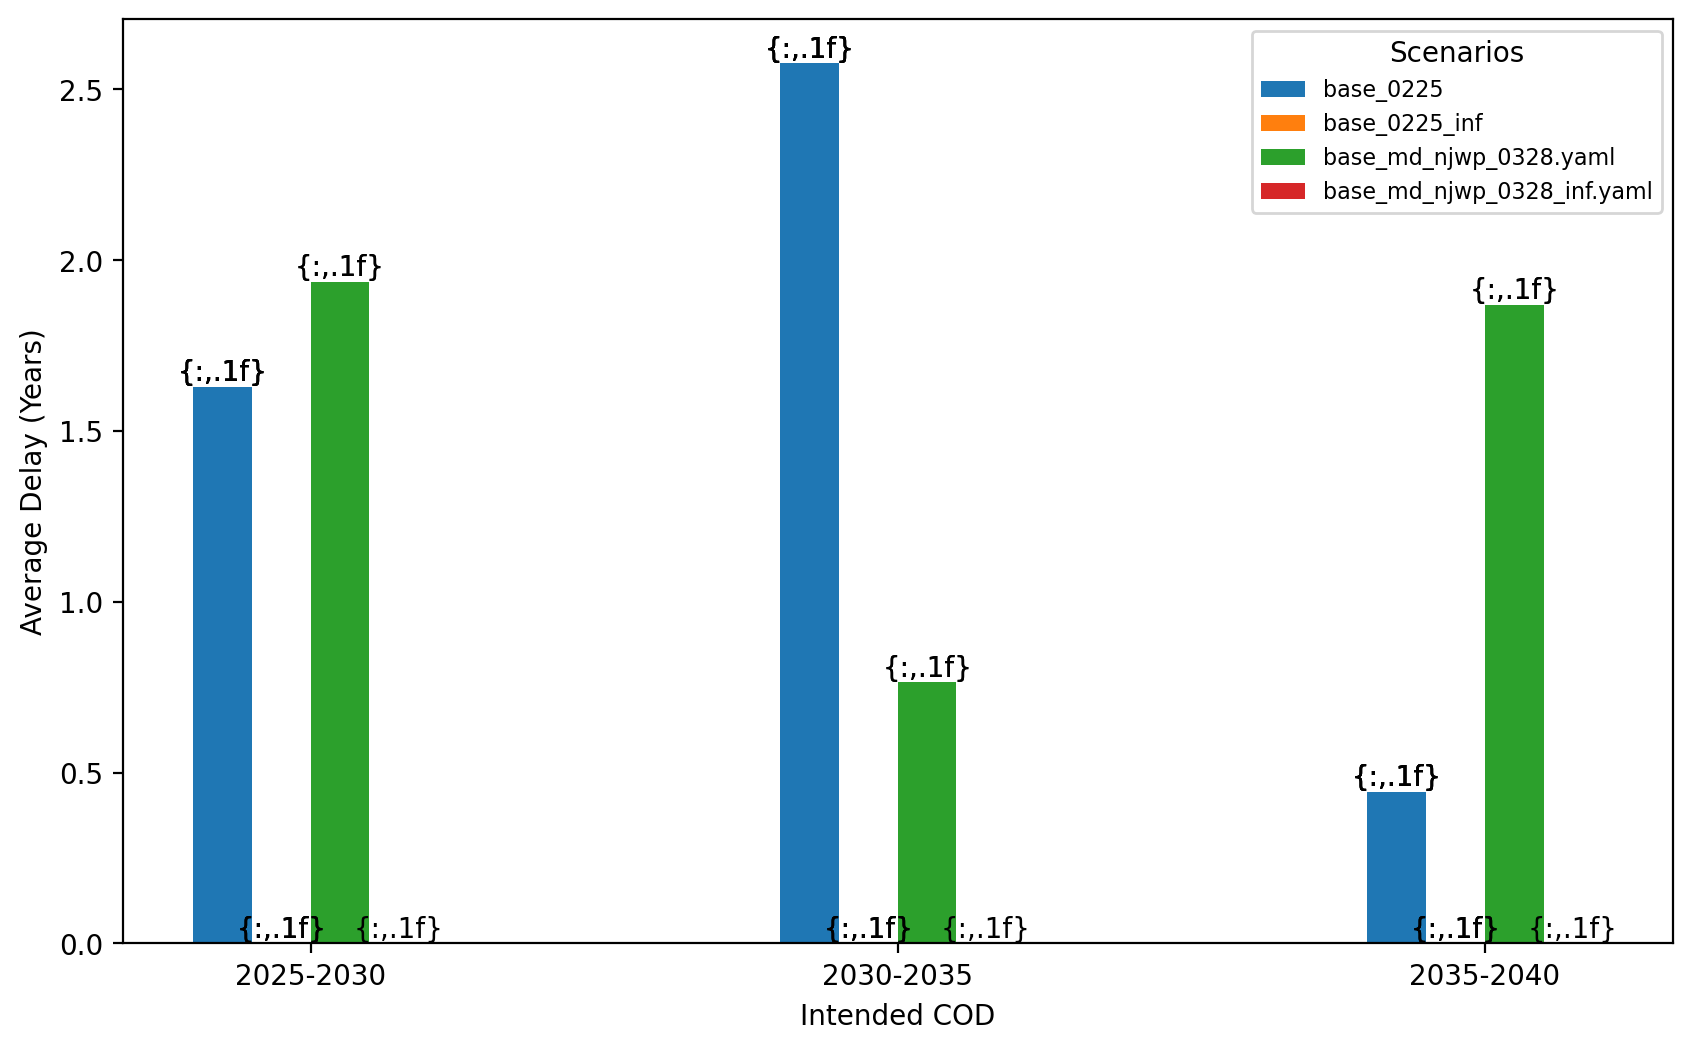 Scenarios
base_0225
base_0225_inf
base_md_njwp_0328.yaml
base_md_njwp_0328_inf.yaml
Average Delay (Years)
2.5
2.0
1.5
1.0
0.5
0.0
{:,.1f}
{:,.1f}
{:,.1f}
{:,.1f}
{:,.1f}
{:,.1f}
{:,.1f} {:,.1f} {:,.1f} {:,.1f} {:,.1f} {:,.1f}
2025-2030 2030-2035 2035-2040
Intended COD